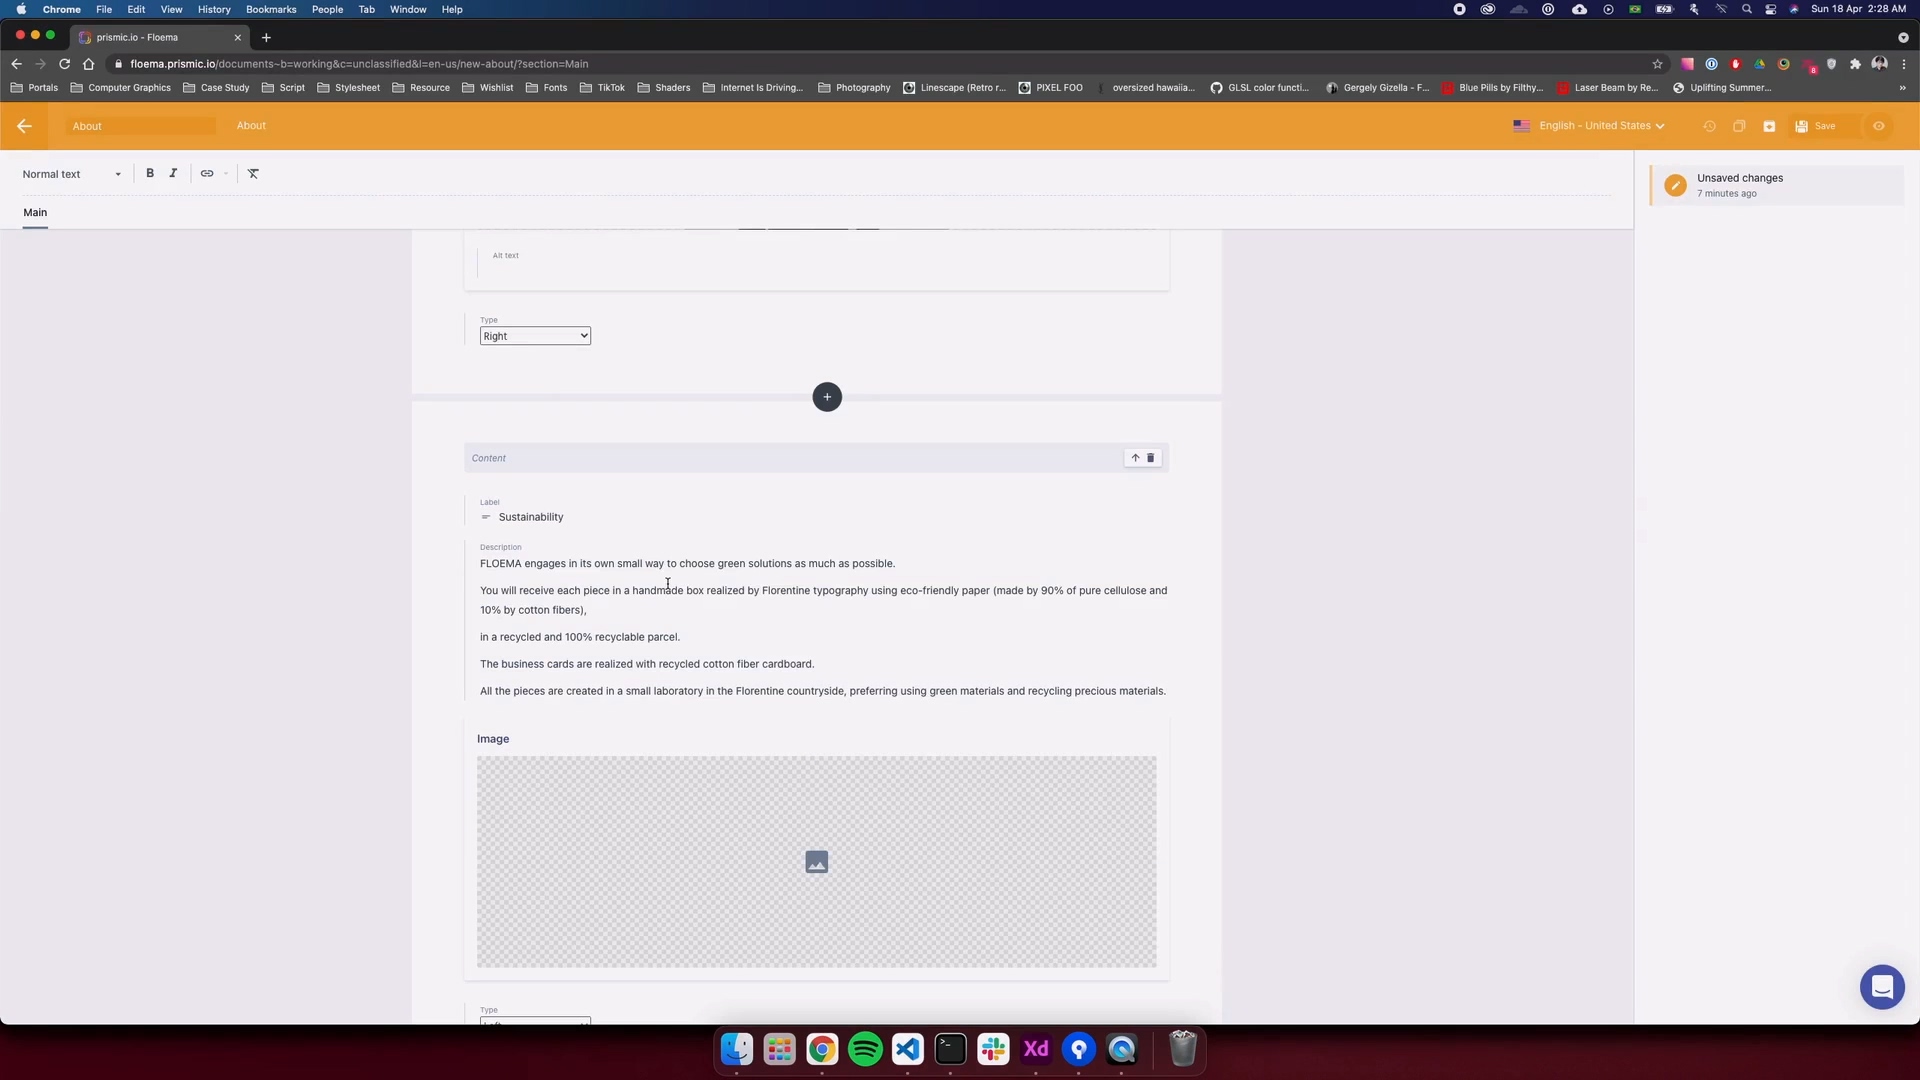 Chrome File Edit View History Bookmarks People Tab Window Help
Sun 18 Apr 2:28 AM
prismic.io - Floema
floema.prismic.io/documents~b=working&c=unclassified&l=en-us/new-about/?section=Main
8
Portals Computer Graphics Case Study Script Stylesheet Resource Wishlist Fonts TikTok Shaders Internet Is Driving... Photography Linescape (Retro r... PIXEL FOO oversized hawaiia... GLSL color functi... Gergely Gizella - F... Blue Pills by Filthy... Laser Beam by Re... Uplifting Summer... »
About About English - United States Save
Normal text B I
Unsaved changes
7 minutes ago
Main
Alt text
Type
Right
+
Content
Label
Sustainability
Description
FLOEMA engages in its own small way to choose green solutions as much as possible.
You will receive each piece in a handmade box realized by Florentine typography using eco-friendly paper (made by 90% of pure cellulose and
10% by cotton fibers),
in a recycled and 100% recyclable parcel.
The business cards are realized with recycled cotton fiber cardboard.
All the pieces are created in a small laboratory in the Florentine countryside, preferring using green materials and recycling precious materials.
Image
Type
Xd